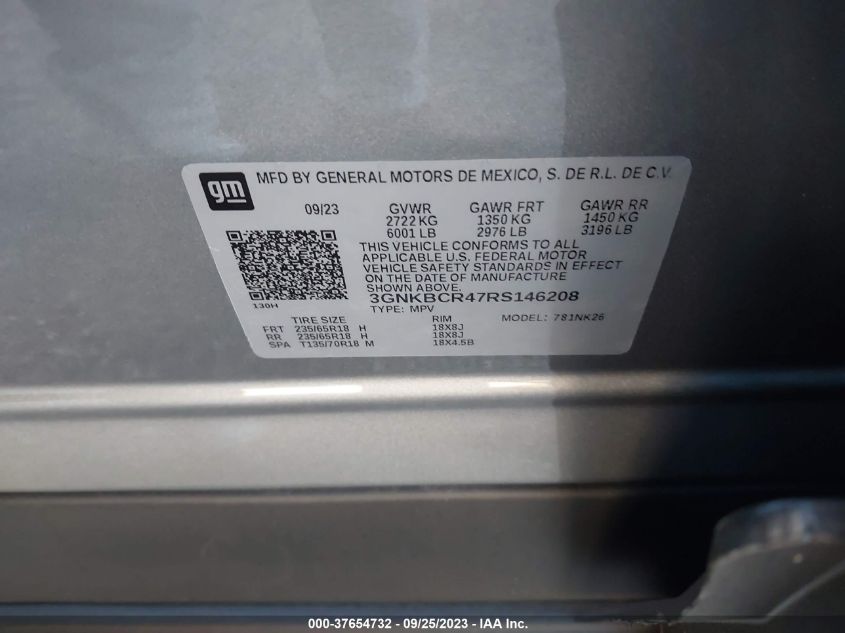 gm
MFD BY GENERAL MOTORS DE MEXICO, S. DE R.L. DE C.V.
09/23 GVWR GAWR FRT GAWR RR
2722 KG 1350 KG 1450 KG
6001 LB 2976 LB 3196 LB
THIS VEHICLE CONFORMS TO ALL
APPLICABLE U.S. FEDERAL MOTOR
VEHICLE SAFETY STANDARDS IN EFFECT
ON THE DATE OF MANUFACTURE
SHOWN ABOVE.
130H 3GNKBCR47RS146208
TYPE: MPV MODEL: 781NK26
TIRE SIZE RIM
FRT 235/65R18 H 18X8J
RR 235/65R18 H 18X8J
SPA T135/70R18 M 18X4.5B
000-37654732 - 09/25/2023 - IAA Inc.